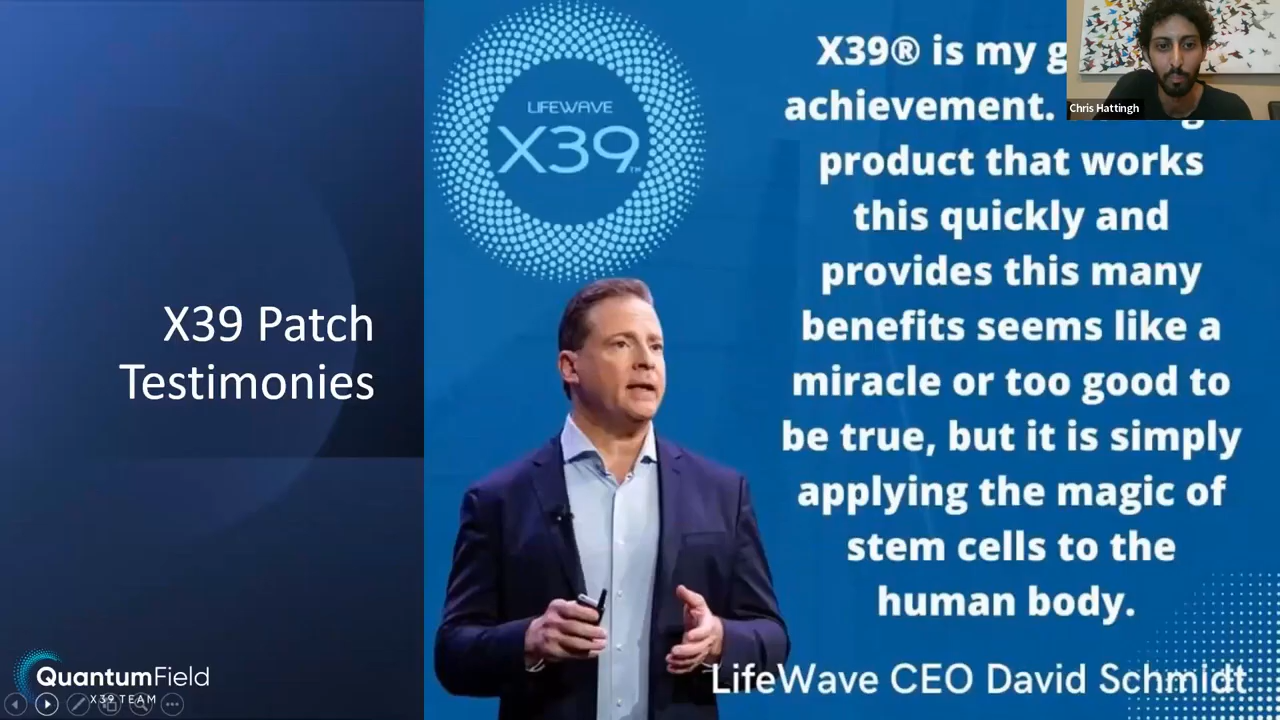 X39 Patch
Testimonies
LIFEWAVE
X39™
X39® is my
achievement.
product that works
this quickly and
provides this many
benefits seems like a
miracle or too good to
be true, but it is simply
applying the magic of
stem cells to the
human body.
LifeWave CEO David Schmidt
Chris Hattingh
QuantumField
X39 TEAM